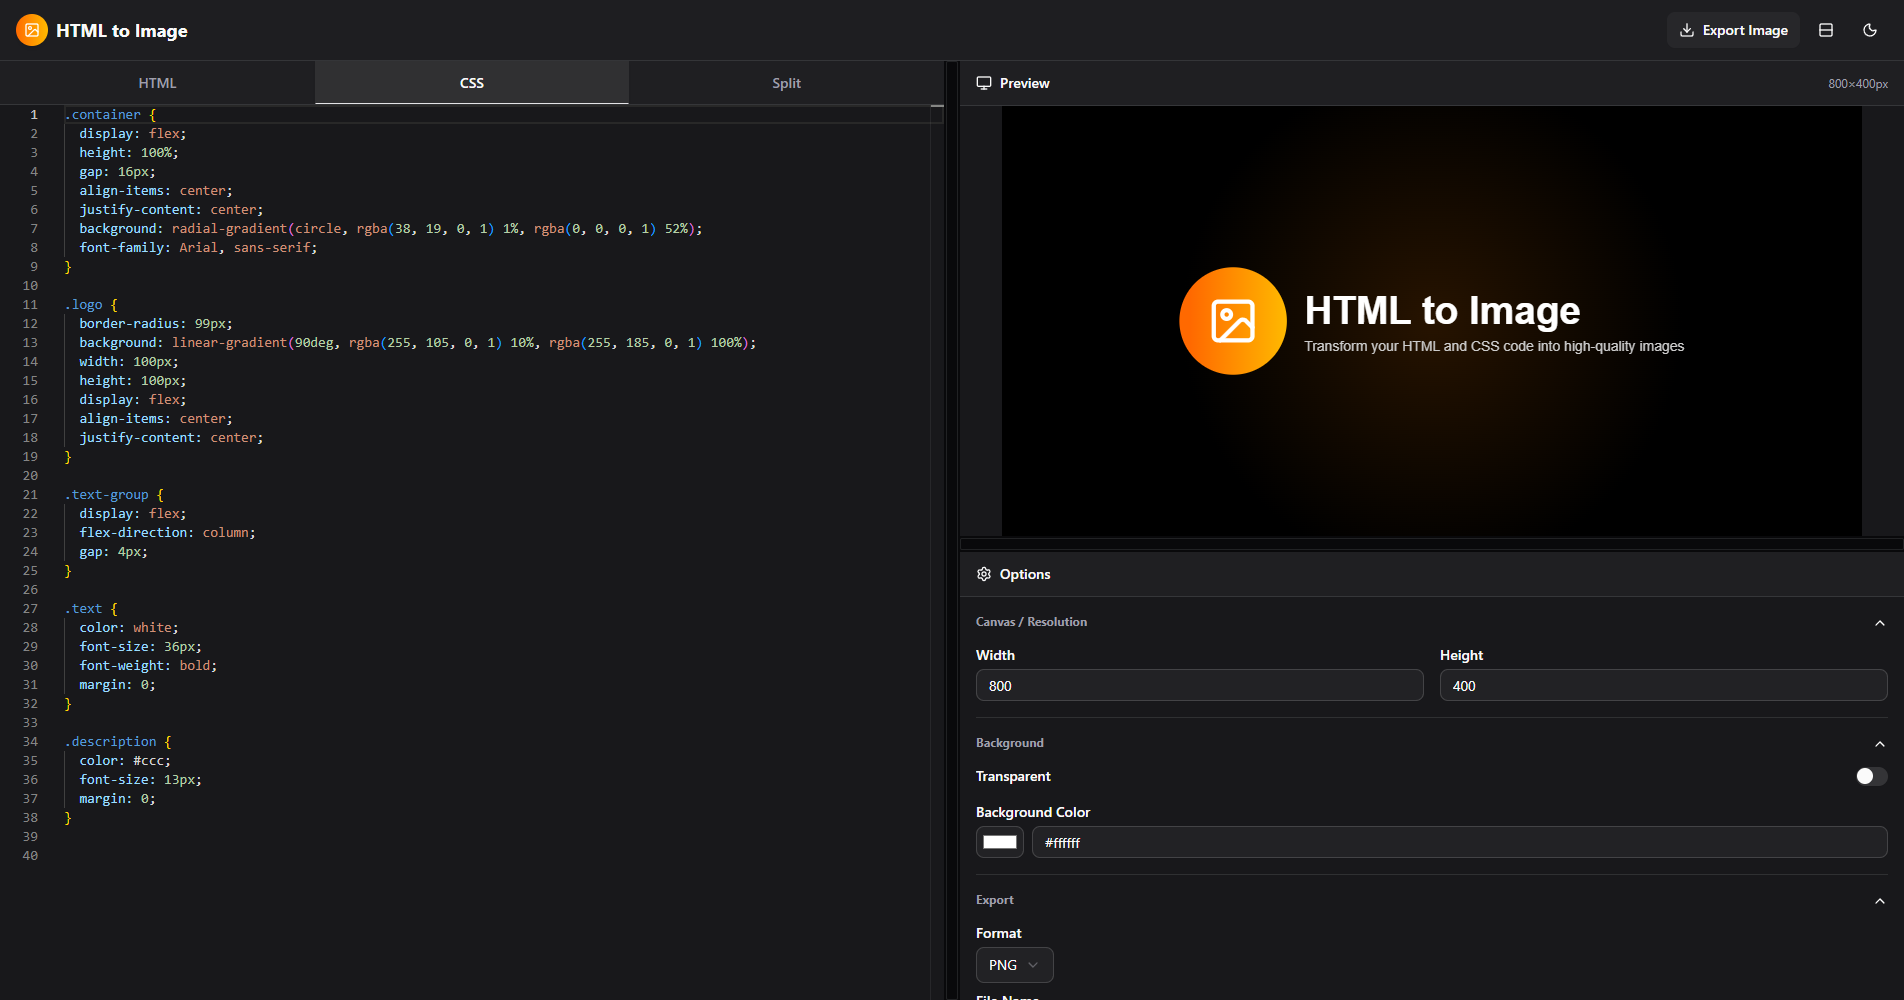 HTML to Image
Export Image
HTML
CSS
Split
1 .container {
2 display: flex;
3 height: 100%;
4 gap: 16px;
5 align-items: center;
6 justify-content: center;
7 background: radial-gradient(circle, rgba(38, 19, 0, 1) 1%, rgba(0, 0, 0, 1) 52%);
8 font-family: Arial, sans-serif;
9 }
10
11 .logo {
12 border-radius: 99px;
13 background: linear-gradient(90deg, rgba(255, 105, 0, 1) 10%, rgba(255, 185, 0, 1) 100%);
14 width: 100px;
15 height: 100px;
16 display: flex;
17 align-items: center;
18 justify-content: center;
19 }
20
21 .text-group {
22 display: flex;
23 flex-direction: column;
24 gap: 4px;
25 }
26
27 .text {
28 color: white;
29 font-size: 36px;
30 font-weight: bold;
31 margin: 0;
32 }
33
34 .description {
35 color: #ccc;
36 font-size: 13px;
37 margin: 0;
38 }
39
40
Preview
800×400px
HTML to Image
Transform your HTML and CSS code into high-quality images
Options
Canvas / Resolution
Width
Height
800
400
Background
Transparent
Background Color
#ffffff
Export
Format
PNG
File Name